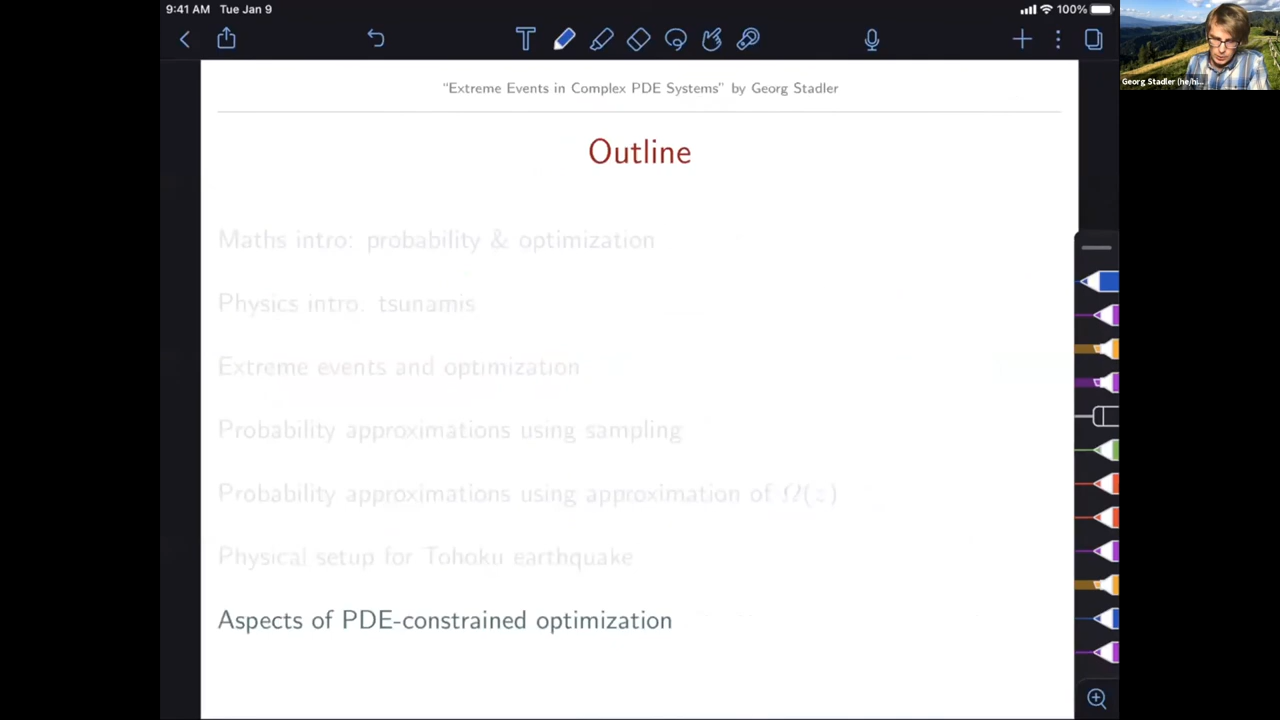 9:41 AM Tue Jan 9
100%
“Extreme Events in Complex PDE Systems” by Georg Stadler
Georg Stadler (he/hi...
Outline
Maths intro: probability & optimization
Physics intro: tsunamis
Extreme events and optimization
Probability approximations using sampling
Probability approximations using approximation of Ω(z)
Physical setup for Tohoku earthquake
Aspects of PDE-constrained optimization